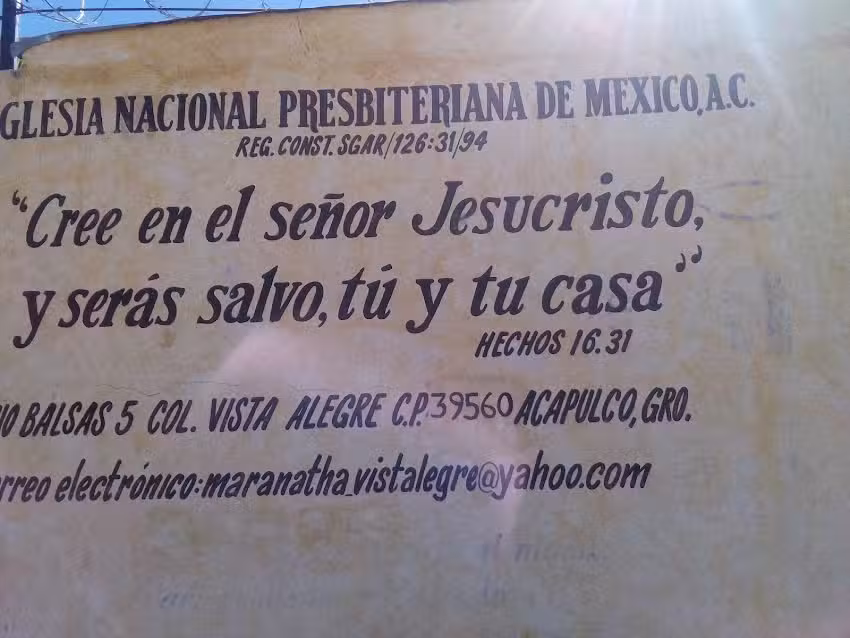 GLESIA NACIONAL PRESBITERIANA DE MEXICO, A.C.
REG. CONST. SGAR/126:31/94
"Cree en el señor Jesucristo,
y serás salvo, tú y tu casa"
HECHOS 16.31
IO BALSAS 5 COL. VISTA ALEGRE C.P. 39560 ACAPULCO, GRO.
rreo electrónico: maranatha_vistalegre@yahoo.com